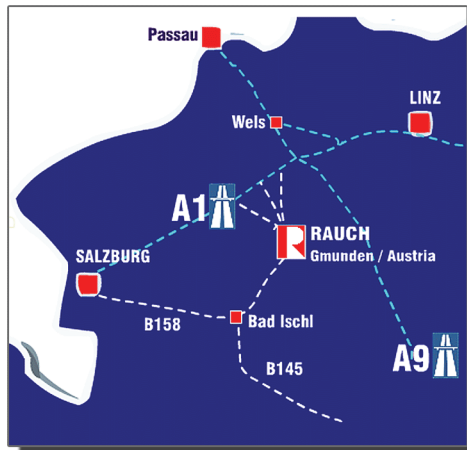 Passau
LINZ
Wels
A1
R
RAUCH
Gmunden / Austria
SALZBURG
Bad Ischl
B158
A9
B145